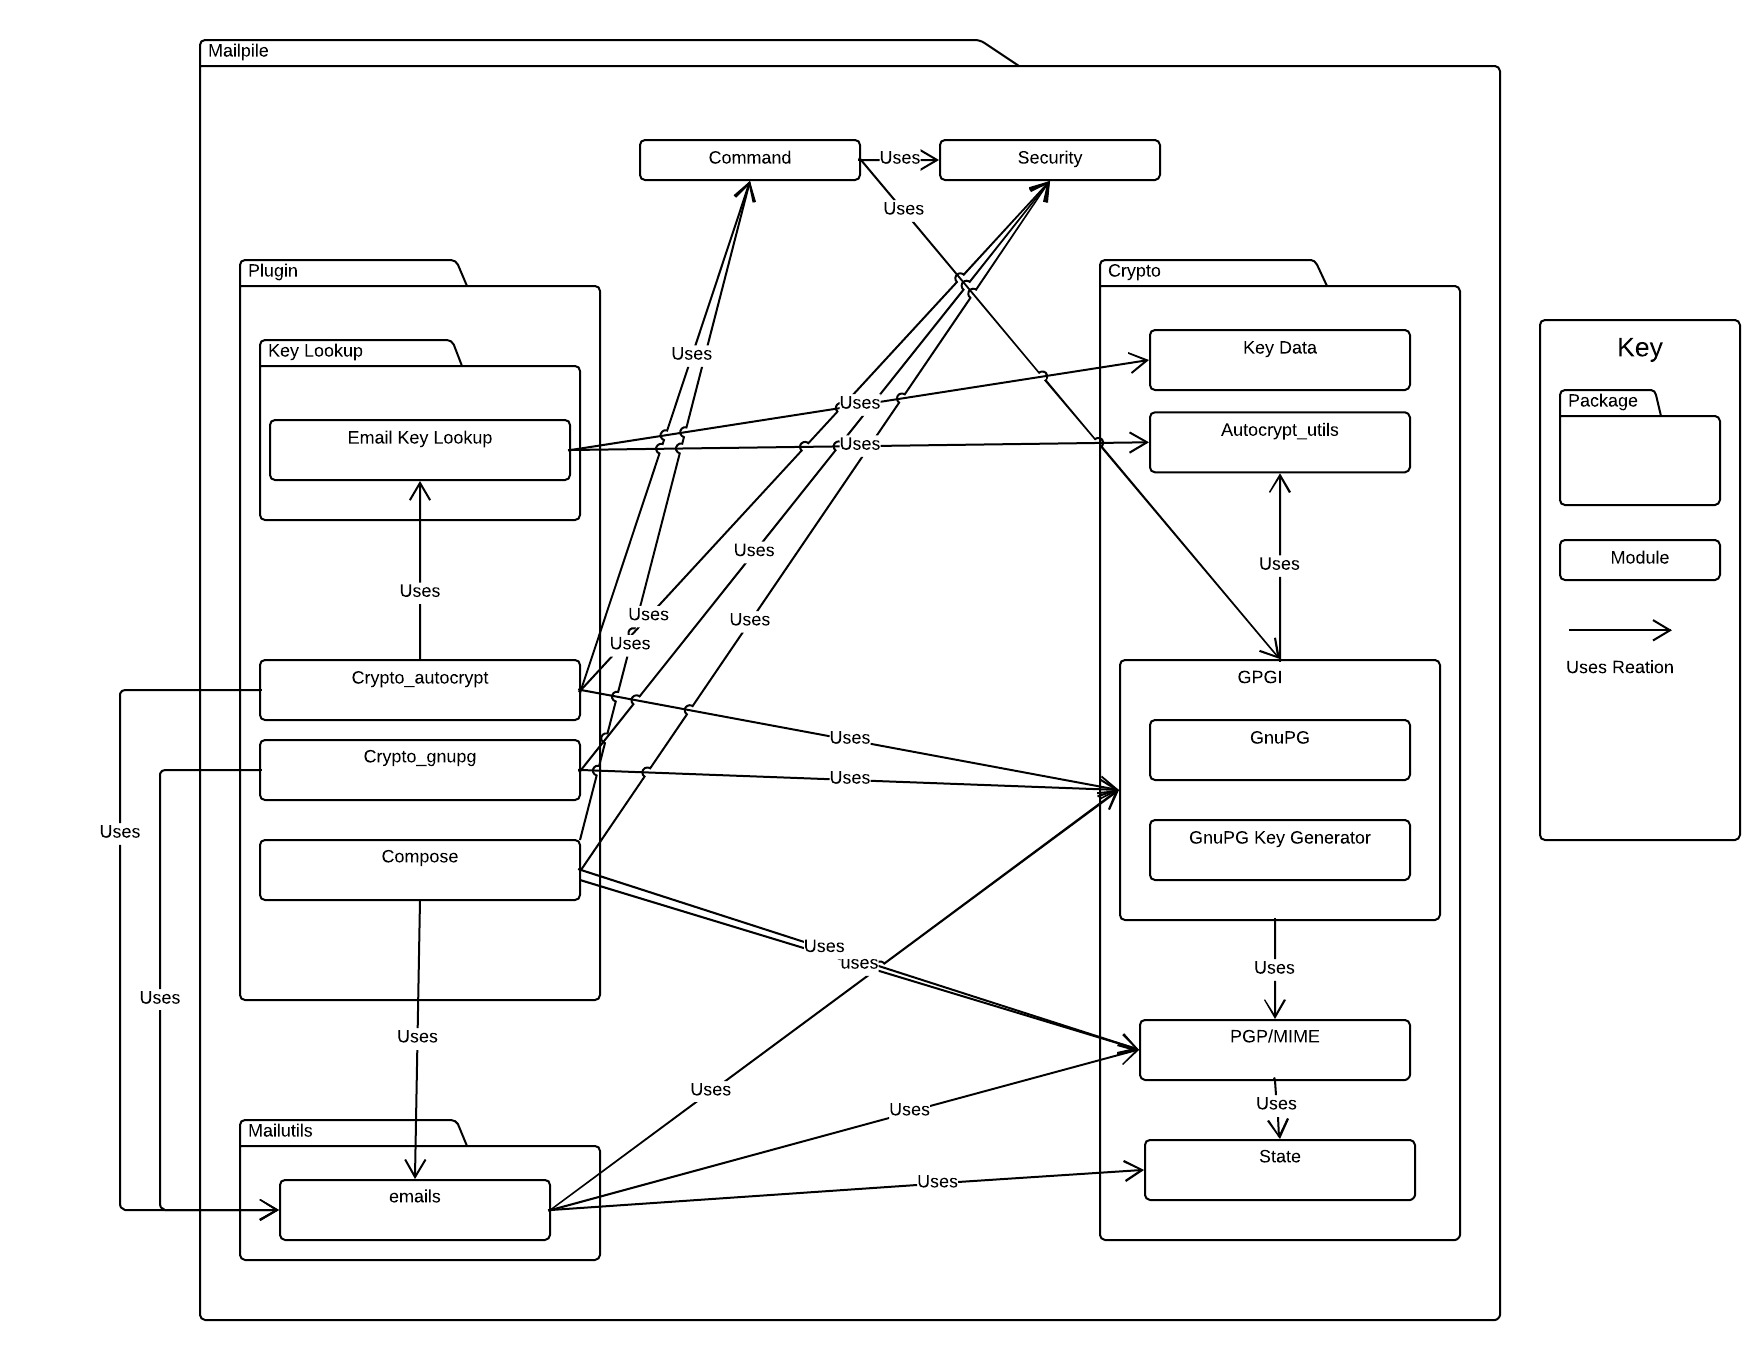 Mailpile
Command
Uses
Security
Uses
Plugin
Crypto
Key Lookup
Uses
Key Data
Key
Package
Email Key Lookup
Uses
Uses
Autocrypt_utils
Uses
Uses
Module
Uses
Uses
Uses
Uses
Uses
Uses Reation
Crypto_autocrypt
GPGI
Uses
GnuPG
Crypto_gnupg
Uses
Uses
GnuPG Key Generator
Compose
Uses
uses
Uses
Uses
Uses
PGP/MIME
Uses
Uses
Uses
Mailutils
State
Uses
emails